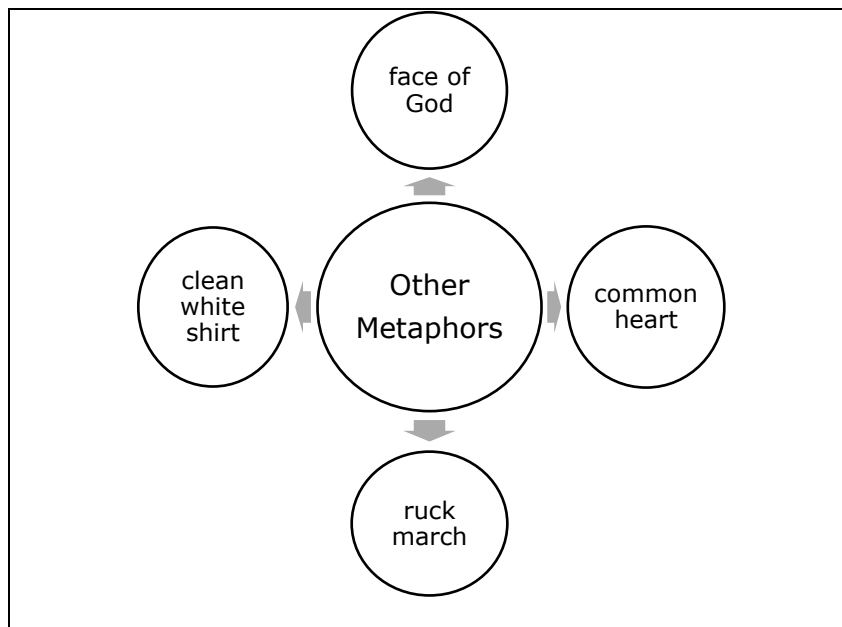 face of
God
clean
white
shirt
Other
Metaphors
common
heart
ruck
march